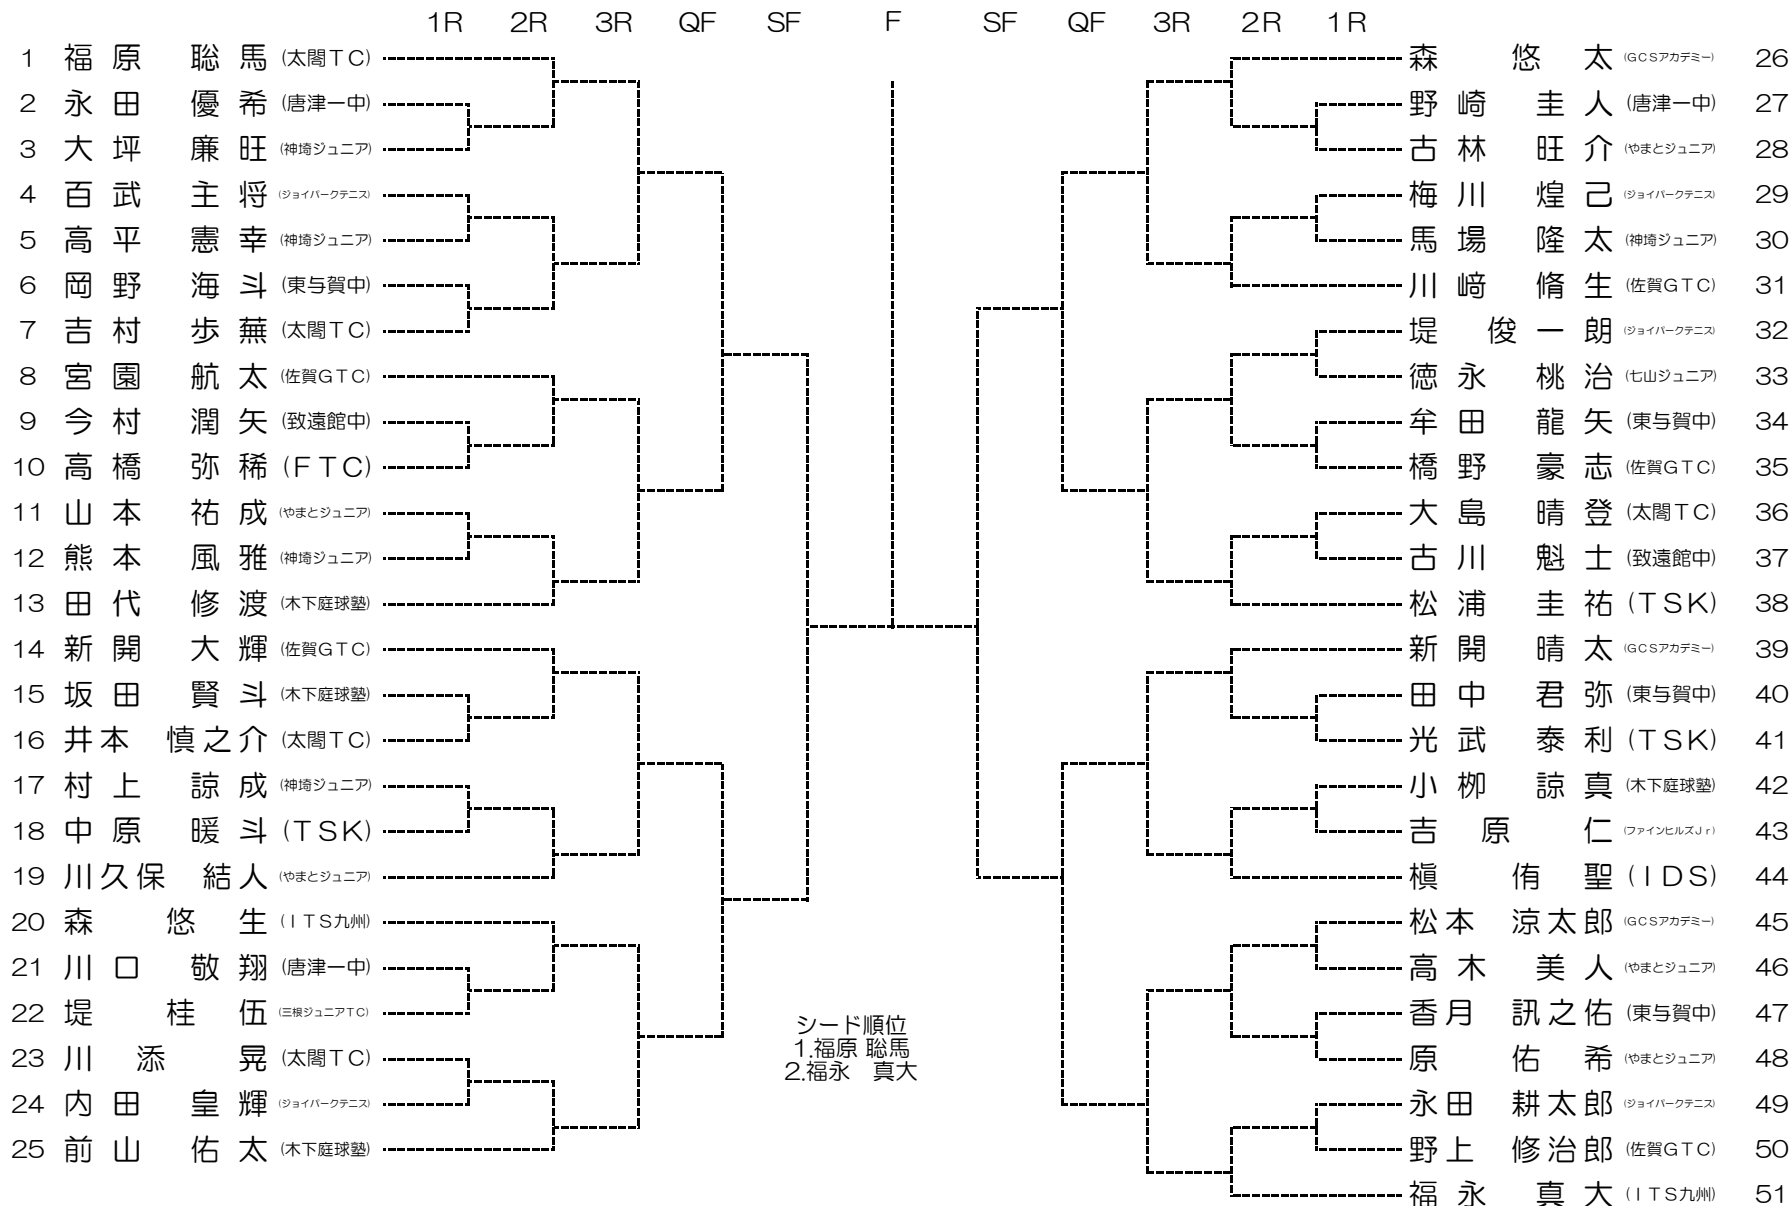 1R 2R 3R QF SF F SF QF 3R 2R 1R
1 福原 聡馬 (太閤TC) 森 悠太 (GCSアカデミー) 26
2 永田 優希 (唐津一中) 野崎 圭人 (唐津一中) 27
3 大坪 廉旺 (神埼ジュニア) 古林 旺介 (やまとジュニア) 28
4 百武 主将 (ジョイパークテニス) 梅川 煌己 (ジョイパークテニス) 29
5 高平 憲幸 (神埼ジュニア) 馬場 隆太 (神埼ジュニア) 30
6 岡野 海斗 (東与賀中) 川﨑 脩生 (佐賀GTC) 31
7 吉村 歩蕪 (太閤TC) 堤 俊一朗 (ジョイパークテニス) 32
8 宮園 航太 (佐賀GTC) 徳永 桃治 (七山ジュニア) 33
9 今村 潤矢 (致遠館中) 牟田 龍矢 (東与賀中) 34
10 高橋 弥稀 (FTC) 橋野 豪志 (佐賀GTC) 35
11 山本 祐成 (やまとジュニア) 大島 晴登 (太閤TC) 36
12 熊本 風雅 (神埼ジュニア) 古川 魁士 (致遠館中) 37
13 田代 修渡 (木下庭球塾) 松浦 圭祐 (TSK) 38
14 新開 大輝 (佐賀GTC) 新開 晴太 (GCSアカデミー) 39
15 坂田 賢斗 (木下庭球塾) 田中 君弥 (東与賀中) 40
16 井本 慎之介 (太閤TC) 光武 泰利 (TSK) 41
17 村上 諒成 (神埼ジュニア) 小栁 諒真 (木下庭球塾) 42
18 中原 暖斗 (TSK) 吉原 仁 (ファインヒルズJr) 43
19 川久保 結人 (やまとジュニア) 槇 侑聖 (IDS) 44
20 森 悠生 (ITS九州) 松本 涼太郎 (GCSアカデミー) 45
21 川口 敬翔 (唐津一中) 高木 美人 (やまとジュニア) 46
22 堤 桂伍 (三根ジュニアTC) 香月 訊之佑 (東与賀中) 47
23 川添 晃 (太閤TC) 原 佑希 (やまとジュニア) 48
24 内田 皇輝 (ジョイパークテニス) 永田 耕太郎 (ジョイパークテニス) 49
25 前山 佑太 (木下庭球塾) 野上 修治郎 (佐賀GTC) 50
福永 真大 (ITS九州) 51
シード順位
1.福原 聡馬
2.福永 真大